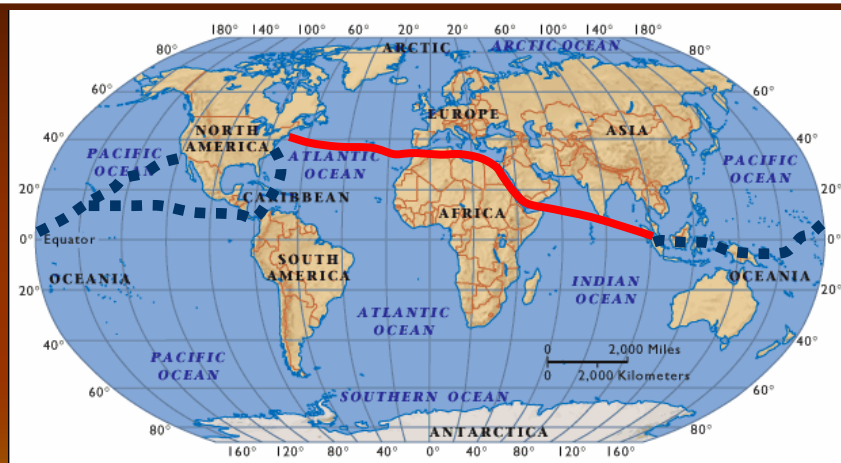 180° 140° 100° 60° 20° 20° 60° 100° 140° 180°
80° ARCTIC ARCTIC OCEAN 80°
60° 60°
EUROPE
NORTH AMERICA
ASIA
40° 40°
PACIFIC OCEAN
ATLANTIC OCEAN
PACIFIC OCEAN
20° 20°
CARIBBEAN
AFRICA
0° Equator 0°
OCEANIA
SOUTH AMERICA
INDIAN OCEAN
OCEANIA
20° 20°
ATLANTIC OCEAN
40° 40°
PACIFIC OCEAN
0 2,000 Miles
0 2,000 Kilometers
60° 60°
SOUTHERN OCEAN
80° 80°
ANTARCTICA
160° 120° 80° 40° 0° 40° 80° 120° 160°